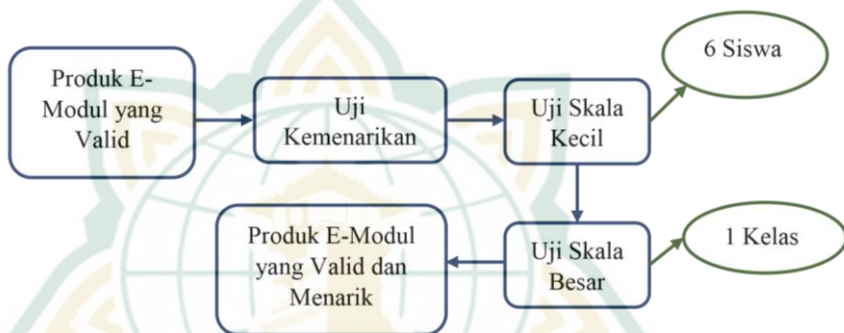 Produk E-
Modul yang
Valid
Uji
Kemenarikan
Uji Skala
Kecil
6 Siswa
Produk E-Modul
yang Valid dan
Menarik
Uji Skala
Besar
1 Kelas